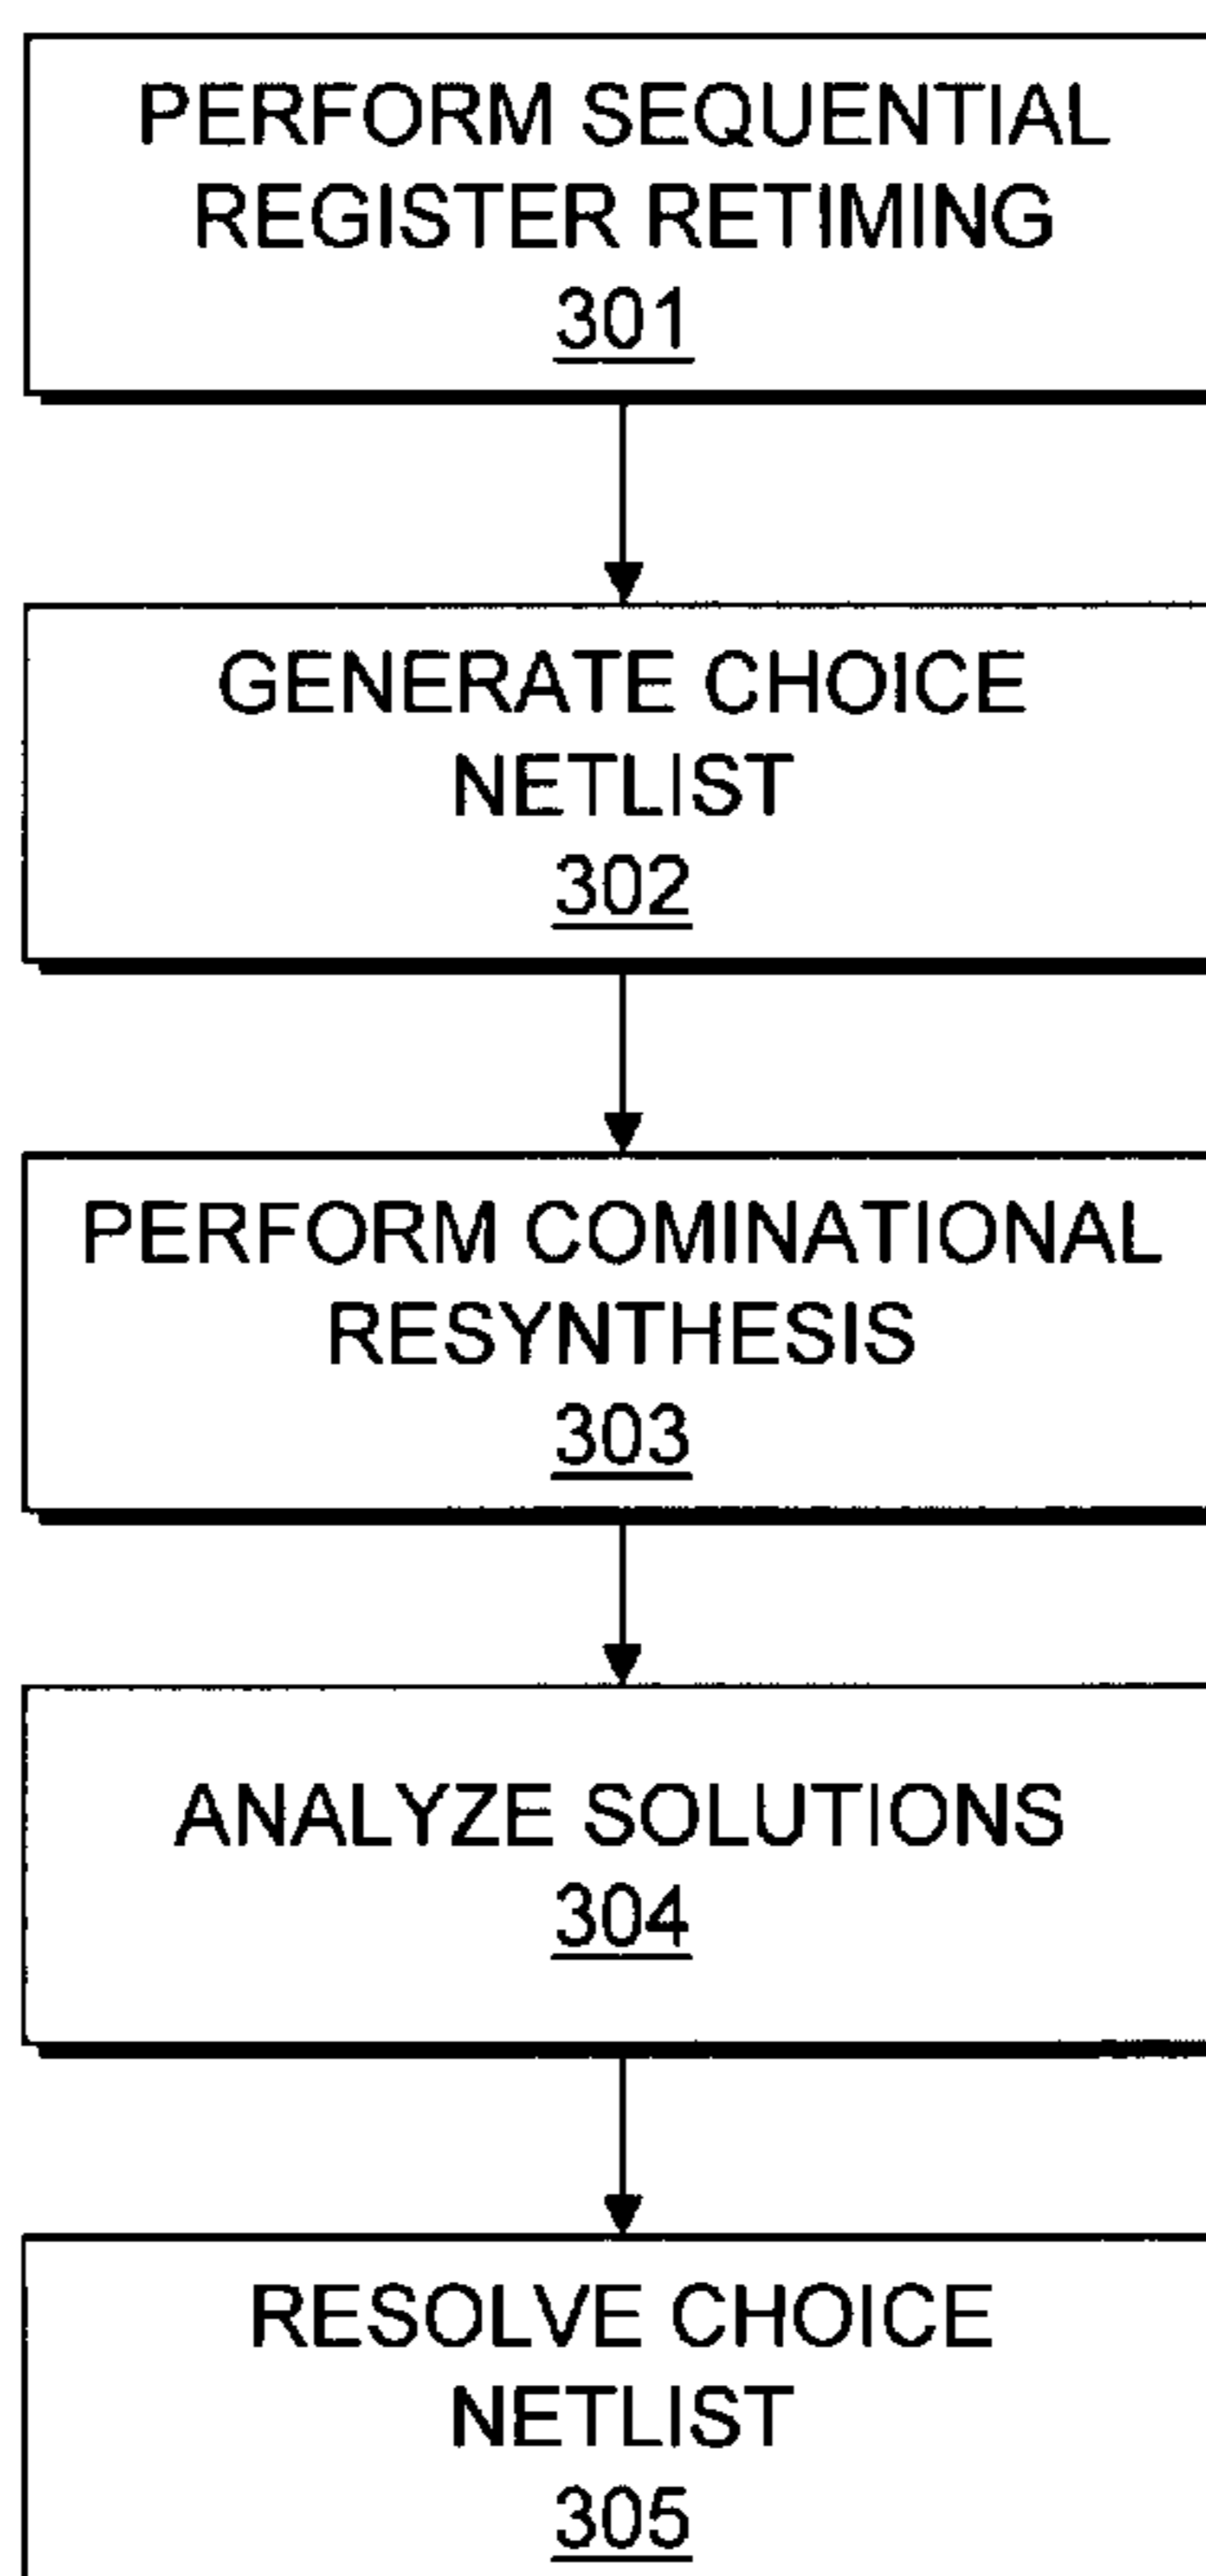 PERFORM SEQUENTIAL
REGISTER RETIMING
301
GENERATE CHOICE
NETLIST
302
PERFORM COMINATIONAL
RESYNTHESIS
303
ANALYZE SOLUTIONS
304
RESOLVE CHOICE
NETLIST
305